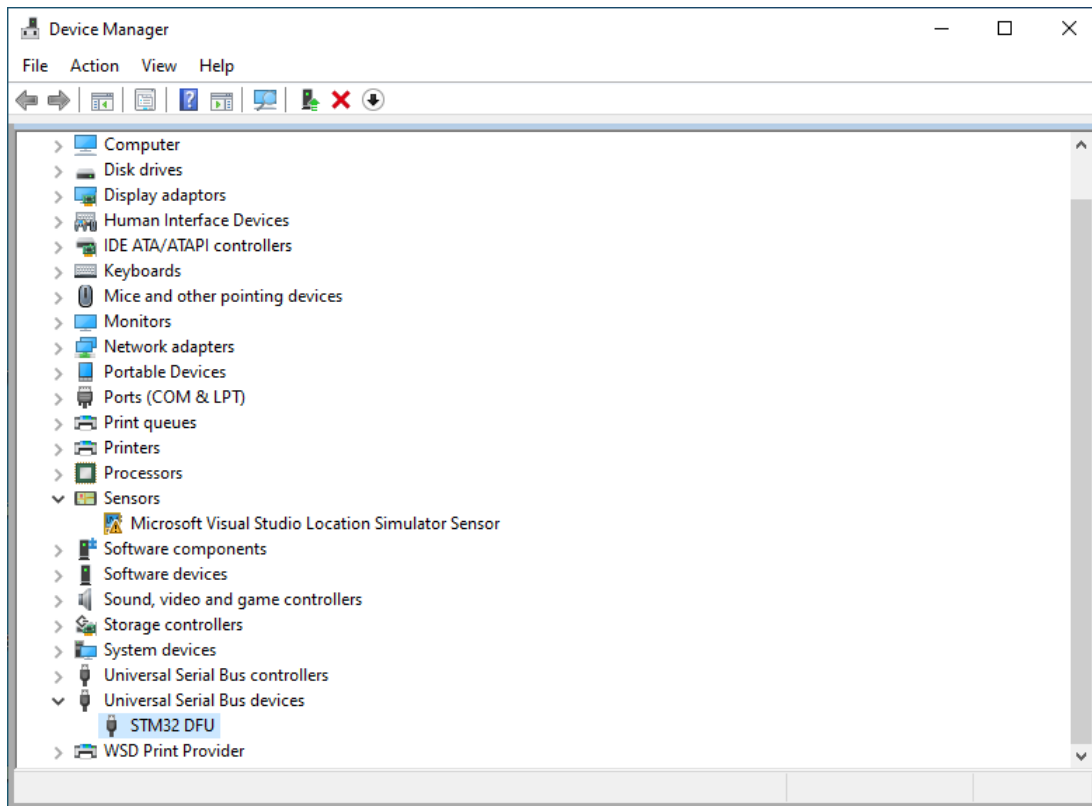 Device Manager
File Action View Help
Computer
Disk drives
Display adaptors
Human Interface Devices
IDE ATA/ATAPI controllers
Keyboards
Mice and other pointing devices
Monitors
Network adapters
Portable Devices
Ports (COM & LPT)
Print queues
Printers
Processors
Sensors
Microsoft Visual Studio Location Simulator Sensor
Software components
Software devices
Sound, video and game controllers
Storage controllers
System devices
Universal Serial Bus controllers
Universal Serial Bus devices
STM32 DFU
WSD Print Provider